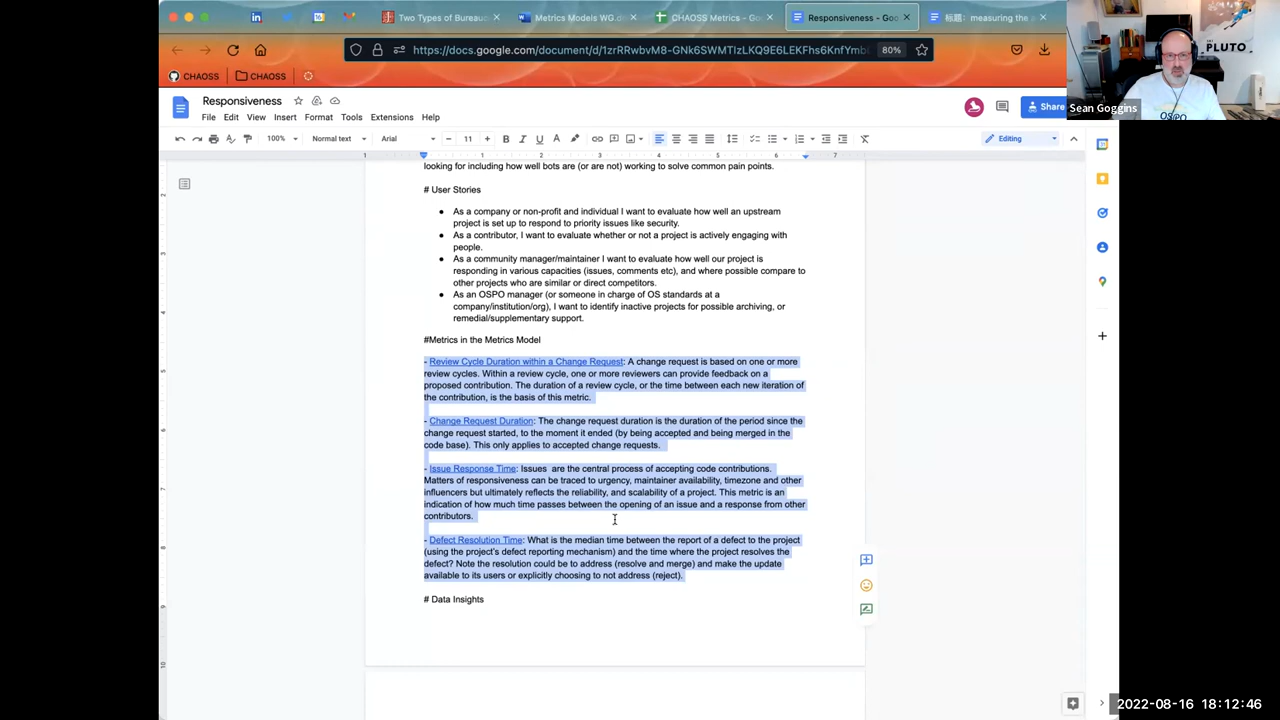 Two Types of Bureauc
Metrics Models WG.d
CHAOSS Metrics - Go
Responsiveness - Goo
标题：measuring the
https://docs.google.com/document/d/1zrRRwbvM8-GNk6SWMTIzLKQ9E6LEKFhs6KnfYmb
80%
CHAOSS
CHAOSS
PLUTO
Sean Goggins
OSPO
Responsiveness
File Edit View Insert Format Tools Extensions Help
Share
100% Normal text Arial 11 Editing
1 1 2 3 4 5 6 7
looking for including how well bots are (or are not) working to solve common pain points.
# User Stories
● As a company or non-profit and individual I want to evaluate how well an upstream
project is set up to respond to priority issues like security.
● As a contributor, I want to evaluate whether or not a project is actively engaging with
people.
● As a community manager/maintainer I want to evaluate how well our project is
responding in various capacities (issues, comments etc), and where possible compare to
other projects who are similar or direct competitors.
● As an OSPO manager (or someone in charge of OS standards at a
company/institution/org), I want to identify inactive projects for possible archiving, or
remedial/supplementary support.
#Metrics in the Metrics Model
- Review Cycle Duration within a Change Request: A change request is based on one or more
review cycles. Within a review cycle, one or more reviewers can provide feedback on a
proposed contribution. The duration of a review cycle, or the time between each new iteration of
the contribution, is the basis of this metric.
- Change Request Duration: The change request duration is the duration of the period since the
change request started, to the moment it ended (by being accepted and being merged in the
code base). This only applies to accepted change requests.
- Issue Response Time: Issues are the central process of accepting code contributions.
Matters of responsiveness can be traced to urgency, maintainer availability, timezone and other
influencers but ultimately reflects the reliability, and scalability of a project. This metric is an
indication of how much time passes between the opening of an issue and a response from other
contributors.
- Defect Resolution Time: What is the median time between the report of a defect to the project
(using the project's defect reporting mechanism) and the time where the project resolves the
defect? Note the resolution could be to address (resolve and merge) and make the update
available to its users or explicitly choosing to not address (reject).
# Data Insights
2022-08-16 18:12:46